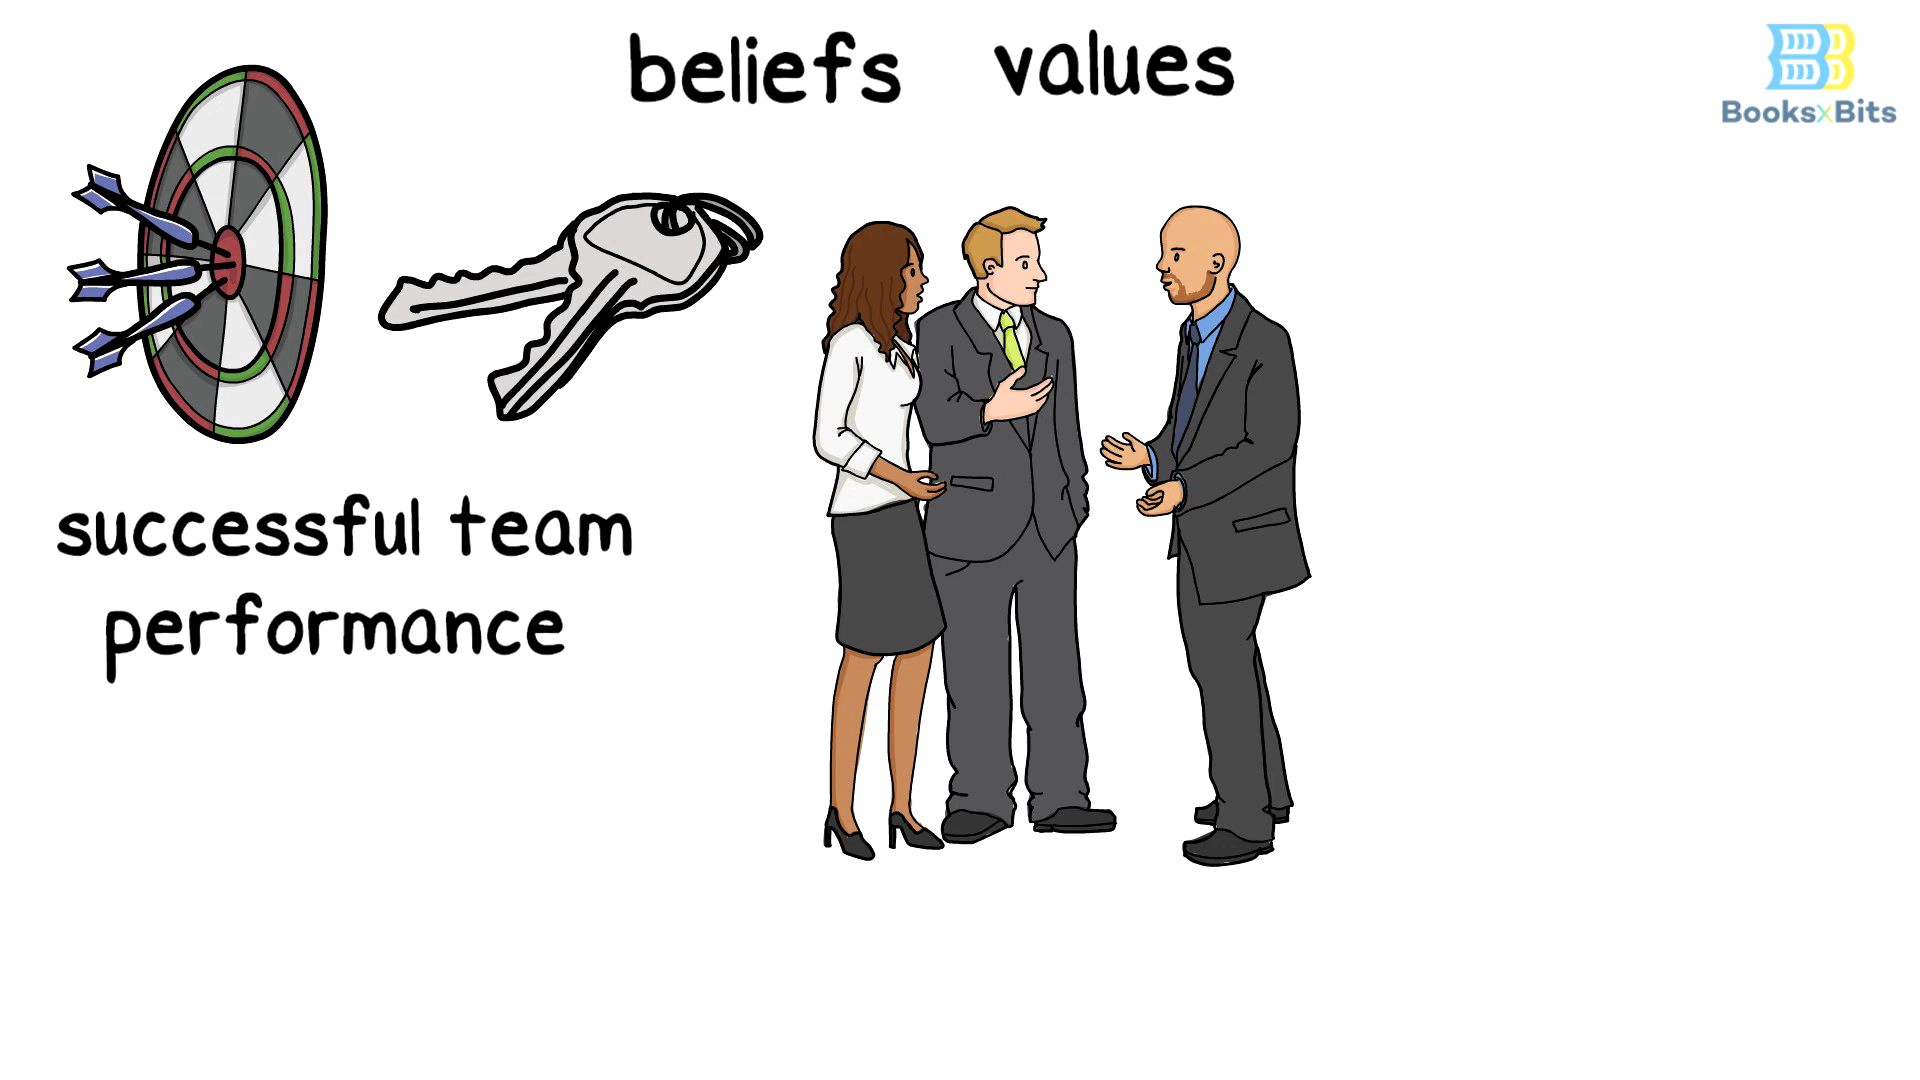 beliefs values
BooksxBits
successful team
performance